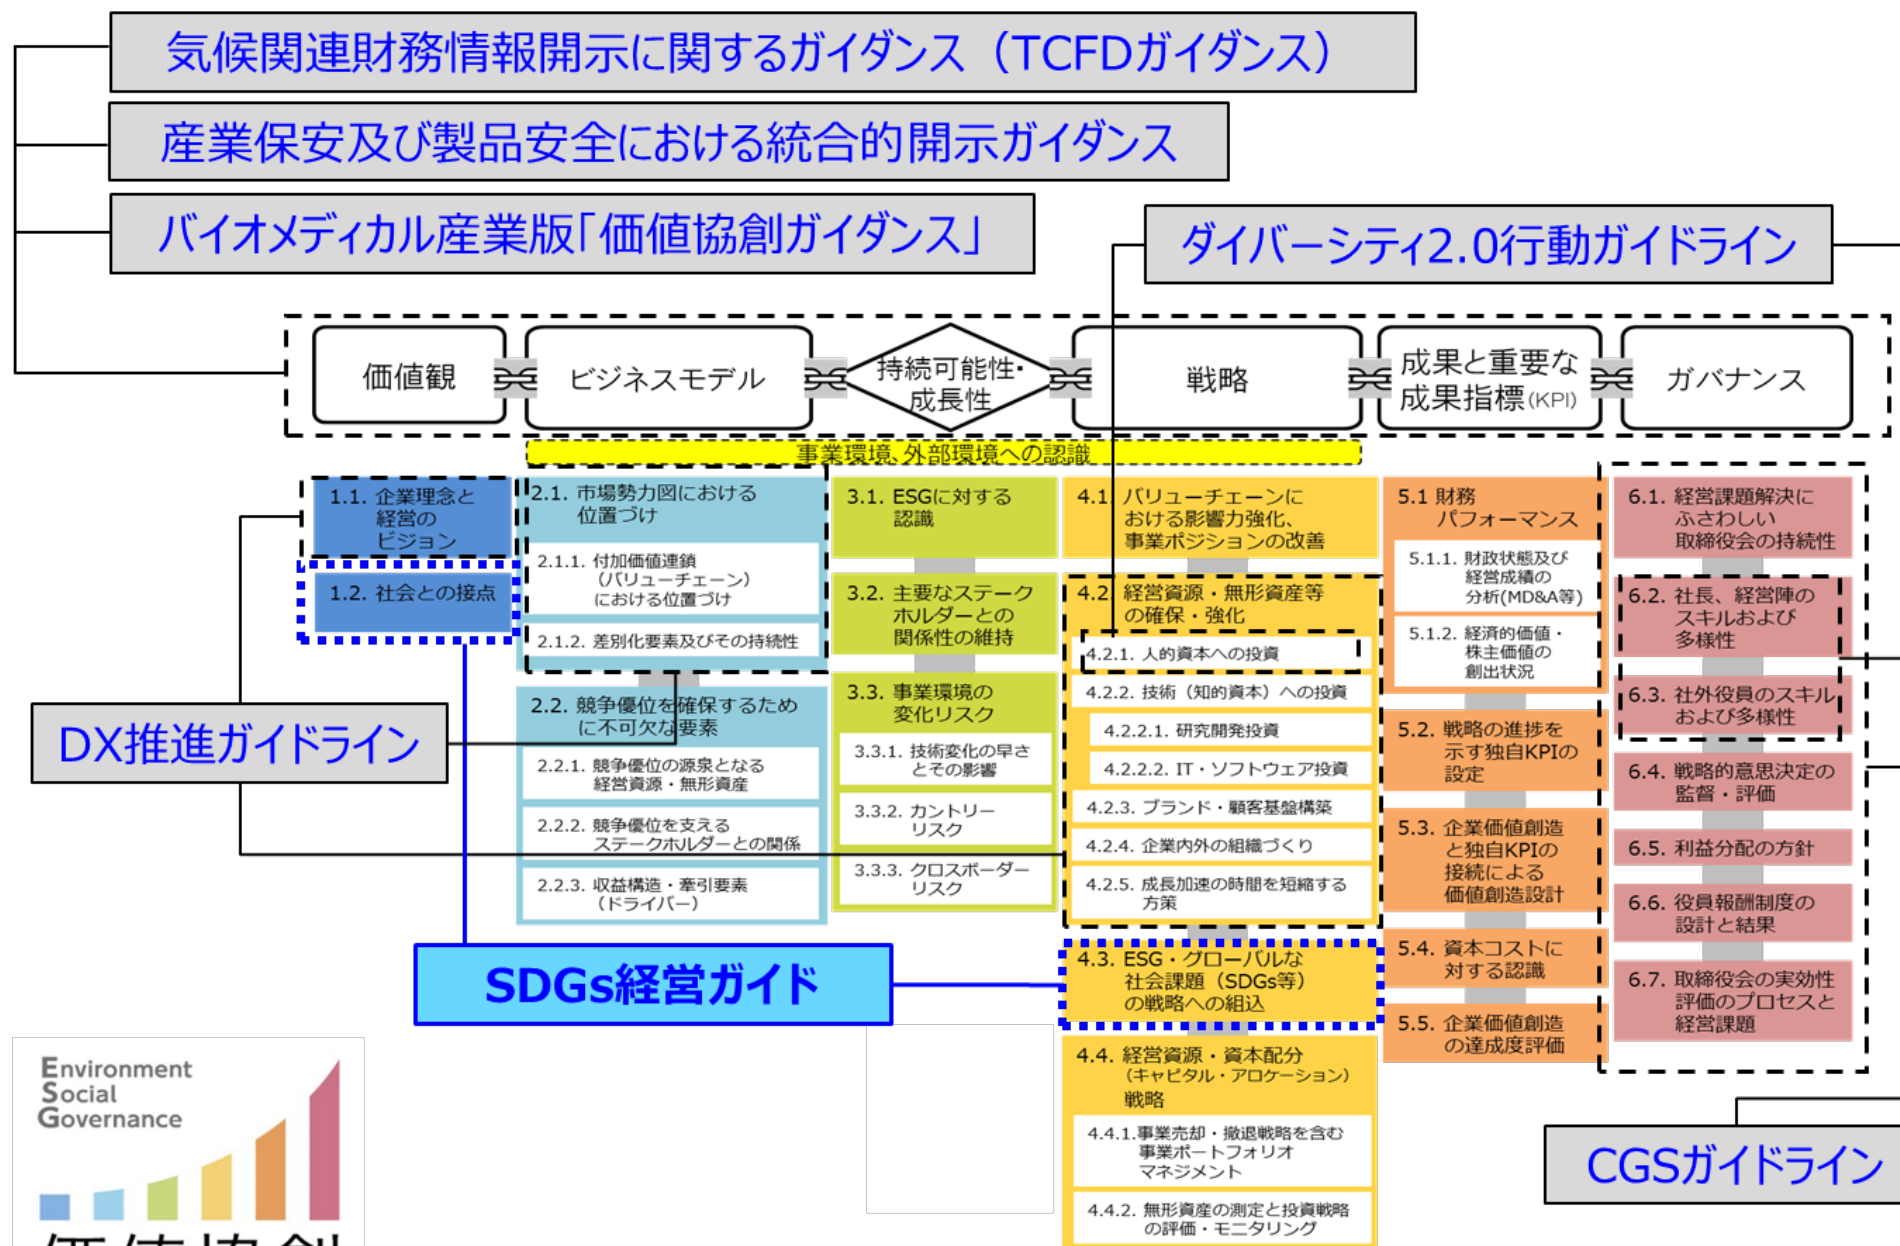 気候関連財務情報開示に関するガイダンス（TCFDガイダンス）
産業保安及び製品安全における統合的開示ガイダンス
バイオメディカル産業版「価値協創ガイダンス」
ダイバーシティ2.0行動ガイドライン
価値観
ビジネスモデル
持続可能性・
成長性
戦略
成果と重要な
成果指標(KPI)
ガバナンス
事業環境、外部環境への認識
1.1. 企業理念と
経営の
ビジョン
1.2. 社会との接点
2.1. 市場勢力図における
位置づけ
2.1.1. 付加価値連鎖
（バリューチェーン）
における位置づけ
2.1.2. 差別化要素及びその持続性
2.2. 競争優位を確保するため
に不可欠な要素
2.2.1. 競争優位の源泉となる
経営資源・無形資産
2.2.2. 競争優位を支える
ステークホルダーとの関係
2.2.3. 収益構造・牽引要素
（ドライバー）
3.1. ESGに対する
認識
3.2. 主要なステーク
ホルダーとの
関係性の維持
3.3. 事業環境の
変化リスク
3.3.1. 技術変化の早さ
とその影響
3.3.2. カントリー
リスク
3.3.3. クロスボーダー
リスク
4.1. バリューチェーンに
おける影響力強化、
事業ポジションの改善
4.2. 経営資源・無形資産等
の確保・強化
4.2.1. 人的資本への投資
4.2.2. 技術（知的資本）への投資
4.2.2.1. 研究開発投資
4.2.2.2. IT・ソフトウェア投資
4.2.3. ブランド・顧客基盤構築
4.2.4. 企業内外の組織づくり
4.2.5. 成長加速の時間を短縮する
方策
4.3. ESG・グローバルな
社会課題（SDGs等）
の戦略への組込
4.4. 経営資源・資本配分
（キャピタル・アロケーション）
戦略
4.4.1.事業売却・撤退戦略を含む
事業ポートフォリオ
マネジメント
4.4.2. 無形資産の測定と投資戦略
の評価・モニタリング
5.1 財務
パフォーマンス
5.1.1. 財政状態及び
経営成績の
分析(MD&A等)
5.1.2. 経済的価値・
株主価値の
創出状況
5.2. 戦略の進捗を
示す独自KPIの
設定
5.3. 企業価値創造
と独自KPIの
接続による
価値創造設計
5.4. 資本コストに
対する認識
5.5. 企業価値創造
の達成度評価
6.1. 経営課題解決に
ふさわしい
取締役会の持続性
6.2. 社長、経営陣の
スキルおよび
多様性
6.3. 社外役員のスキル
および多様性
6.4. 戦略的意思決定の
監督・評価
6.5. 利益分配の方針
6.6. 役員報酬制度の
設計と結果
6.7. 取締役会の実効性
評価のプロセスと
経営課題
DX推進ガイドライン
SDGs経営ガイド
CGSガイドライン
Environment
Social
Governance
価値協創